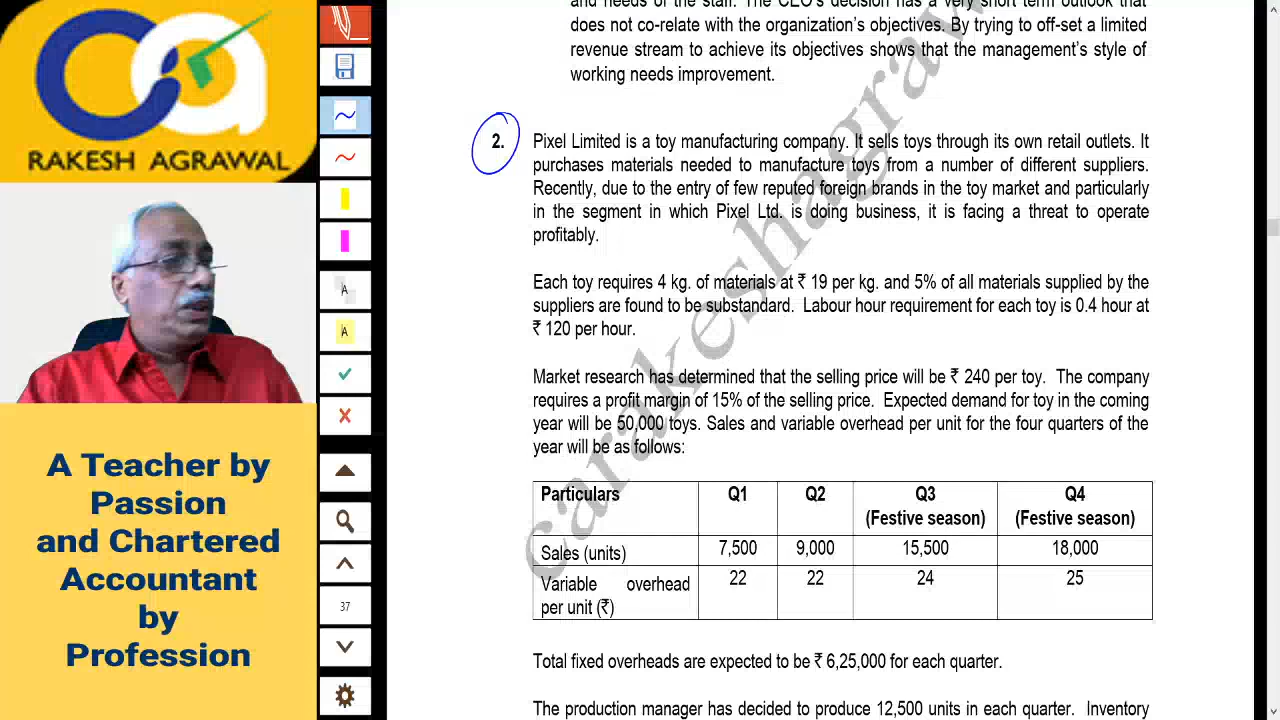 and needs of the staff. The CEO's decision has a very short term outlook that
does not co-relate with the organization's objectives. By trying to off-set a limited
revenue stream to achieve its objectives shows that the management's style of
working needs improvement.
RAKESH AGRAWAL
2. Pixel Limited is a toy manufacturing company. It sells toys through its own retail outlets. It
purchases materials needed to manufacture toys from a number of different suppliers.
Recently, due to the entry of few reputed foreign brands in the toy market and particularly
in the segment in which Pixel Ltd. is doing business, it is facing a threat to operate
profitably.
Each toy requires 4 kg. of materials at ₹ 19 per kg. and 5% of all materials supplied by the
suppliers are found to be substandard. Labour hour requirement for each toy is 0.4 hour at
₹ 120 per hour.
Market research has determined that the selling price will be ₹ 240 per toy. The company
requires a profit margin of 15% of the selling price. Expected demand for toy in the coming
year will be 50,000 toys. Sales and variable overhead per unit for the four quarters of the
year will be as follows:
Particulars Q1 Q2 Q3 Q4
(Festive season) (Festive season)
Sales (units) 7,500 9,000 15,500 18,000
Variable overhead 22 22 24 25
per unit (₹)
Total fixed overheads are expected to be ₹ 6,25,000 for each quarter.
The production manager has decided to produce 12,500 units in each quarter. Inventory
A
A
37
A Teacher by
Passion
and Chartered
Accountant
by
Profession
carakeshagraw